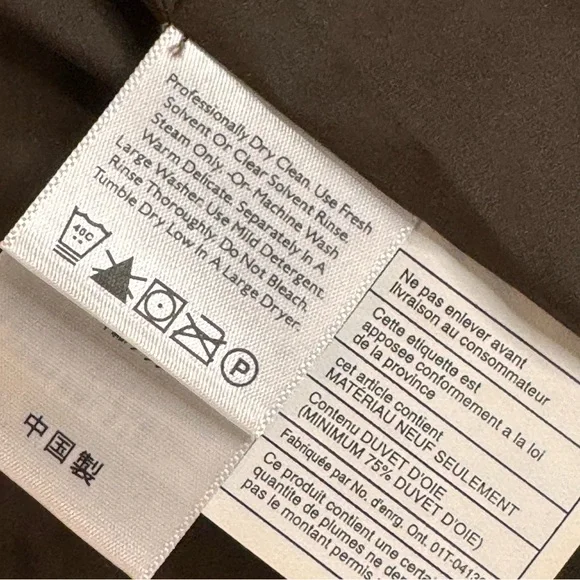 Professionally Dry Clean. Use Fresh
Solvent Or Clear Solvent Rinse.
Steam Only -Or- Machine Wash
Warm Delicate. Separately In A
Large Washer. Use Mild Detergent.
Rinse Thoroughly. Do Not Bleach.
Tumble Dry Low In A Large Dryer.
40C
P
中国製
Ne pas enlever avant
livraison au consommateur
Cette etiquette est
apposee conformement a la loi
de la province
cet article contient
MATERIAU NEUF SEULEMENT
Contenu DUVET D'OIE
(MINIMUM 75% DUVET D'OIE)
Fabriquée par No. d'enrg. Ont. 01T-0413
Ce produit contient une certa
quantite de plumes ne de
pas le montant permis